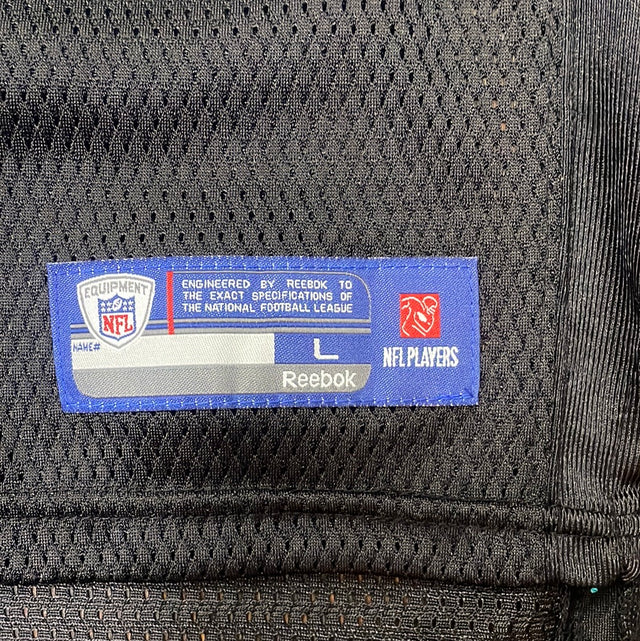 EQUIPMENT
NFL
ENGINEERED BY REEBOK TO
THE EXACT SPECIFICATIONS OF
THE NATIONAL FOOTBALL LEAGUE
NAME#
L
Reebok
NFL PLAYERS